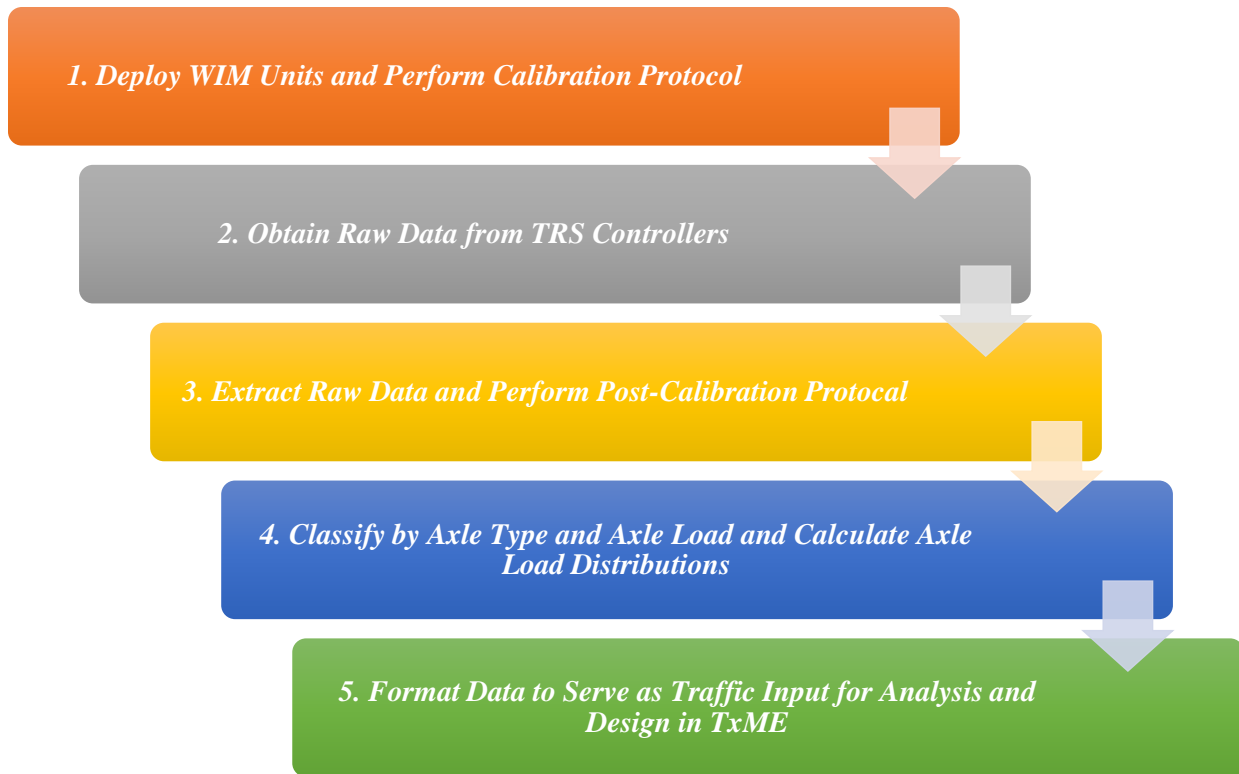 1. Deploy WIM Units and Perform Calibration Protocol
2. Obtain Raw Data from TRS Controllers
3. Extract Raw Data and Perform Post-Calibration Protocal
4. Classify by Axle Type and Axle Load and Calculate Axle
Load Distributions
5. Format Data to Serve as Traffic Input for Analysis and
Design in TxME